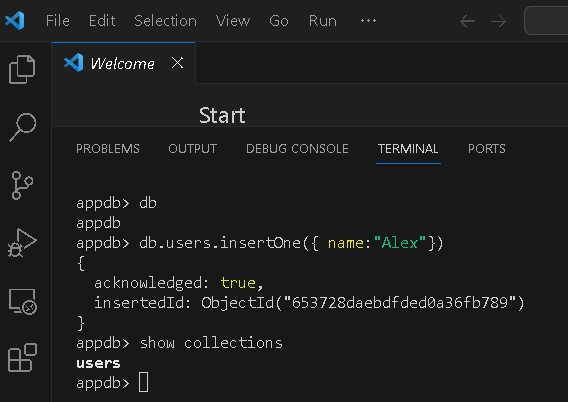 File Edit Selection View Go Run ···
Welcome
Start
PROBLEMS OUTPUT DEBUG CONSOLE TERMINAL PORTS
appdb> db
appdb
appdb> db.users.insertOne({ name:"Alex"})
{
  acknowledged: true,
  insertedId: ObjectId("653728daebdfded0a36fb789")
}
appdb> show collections
users
appdb>